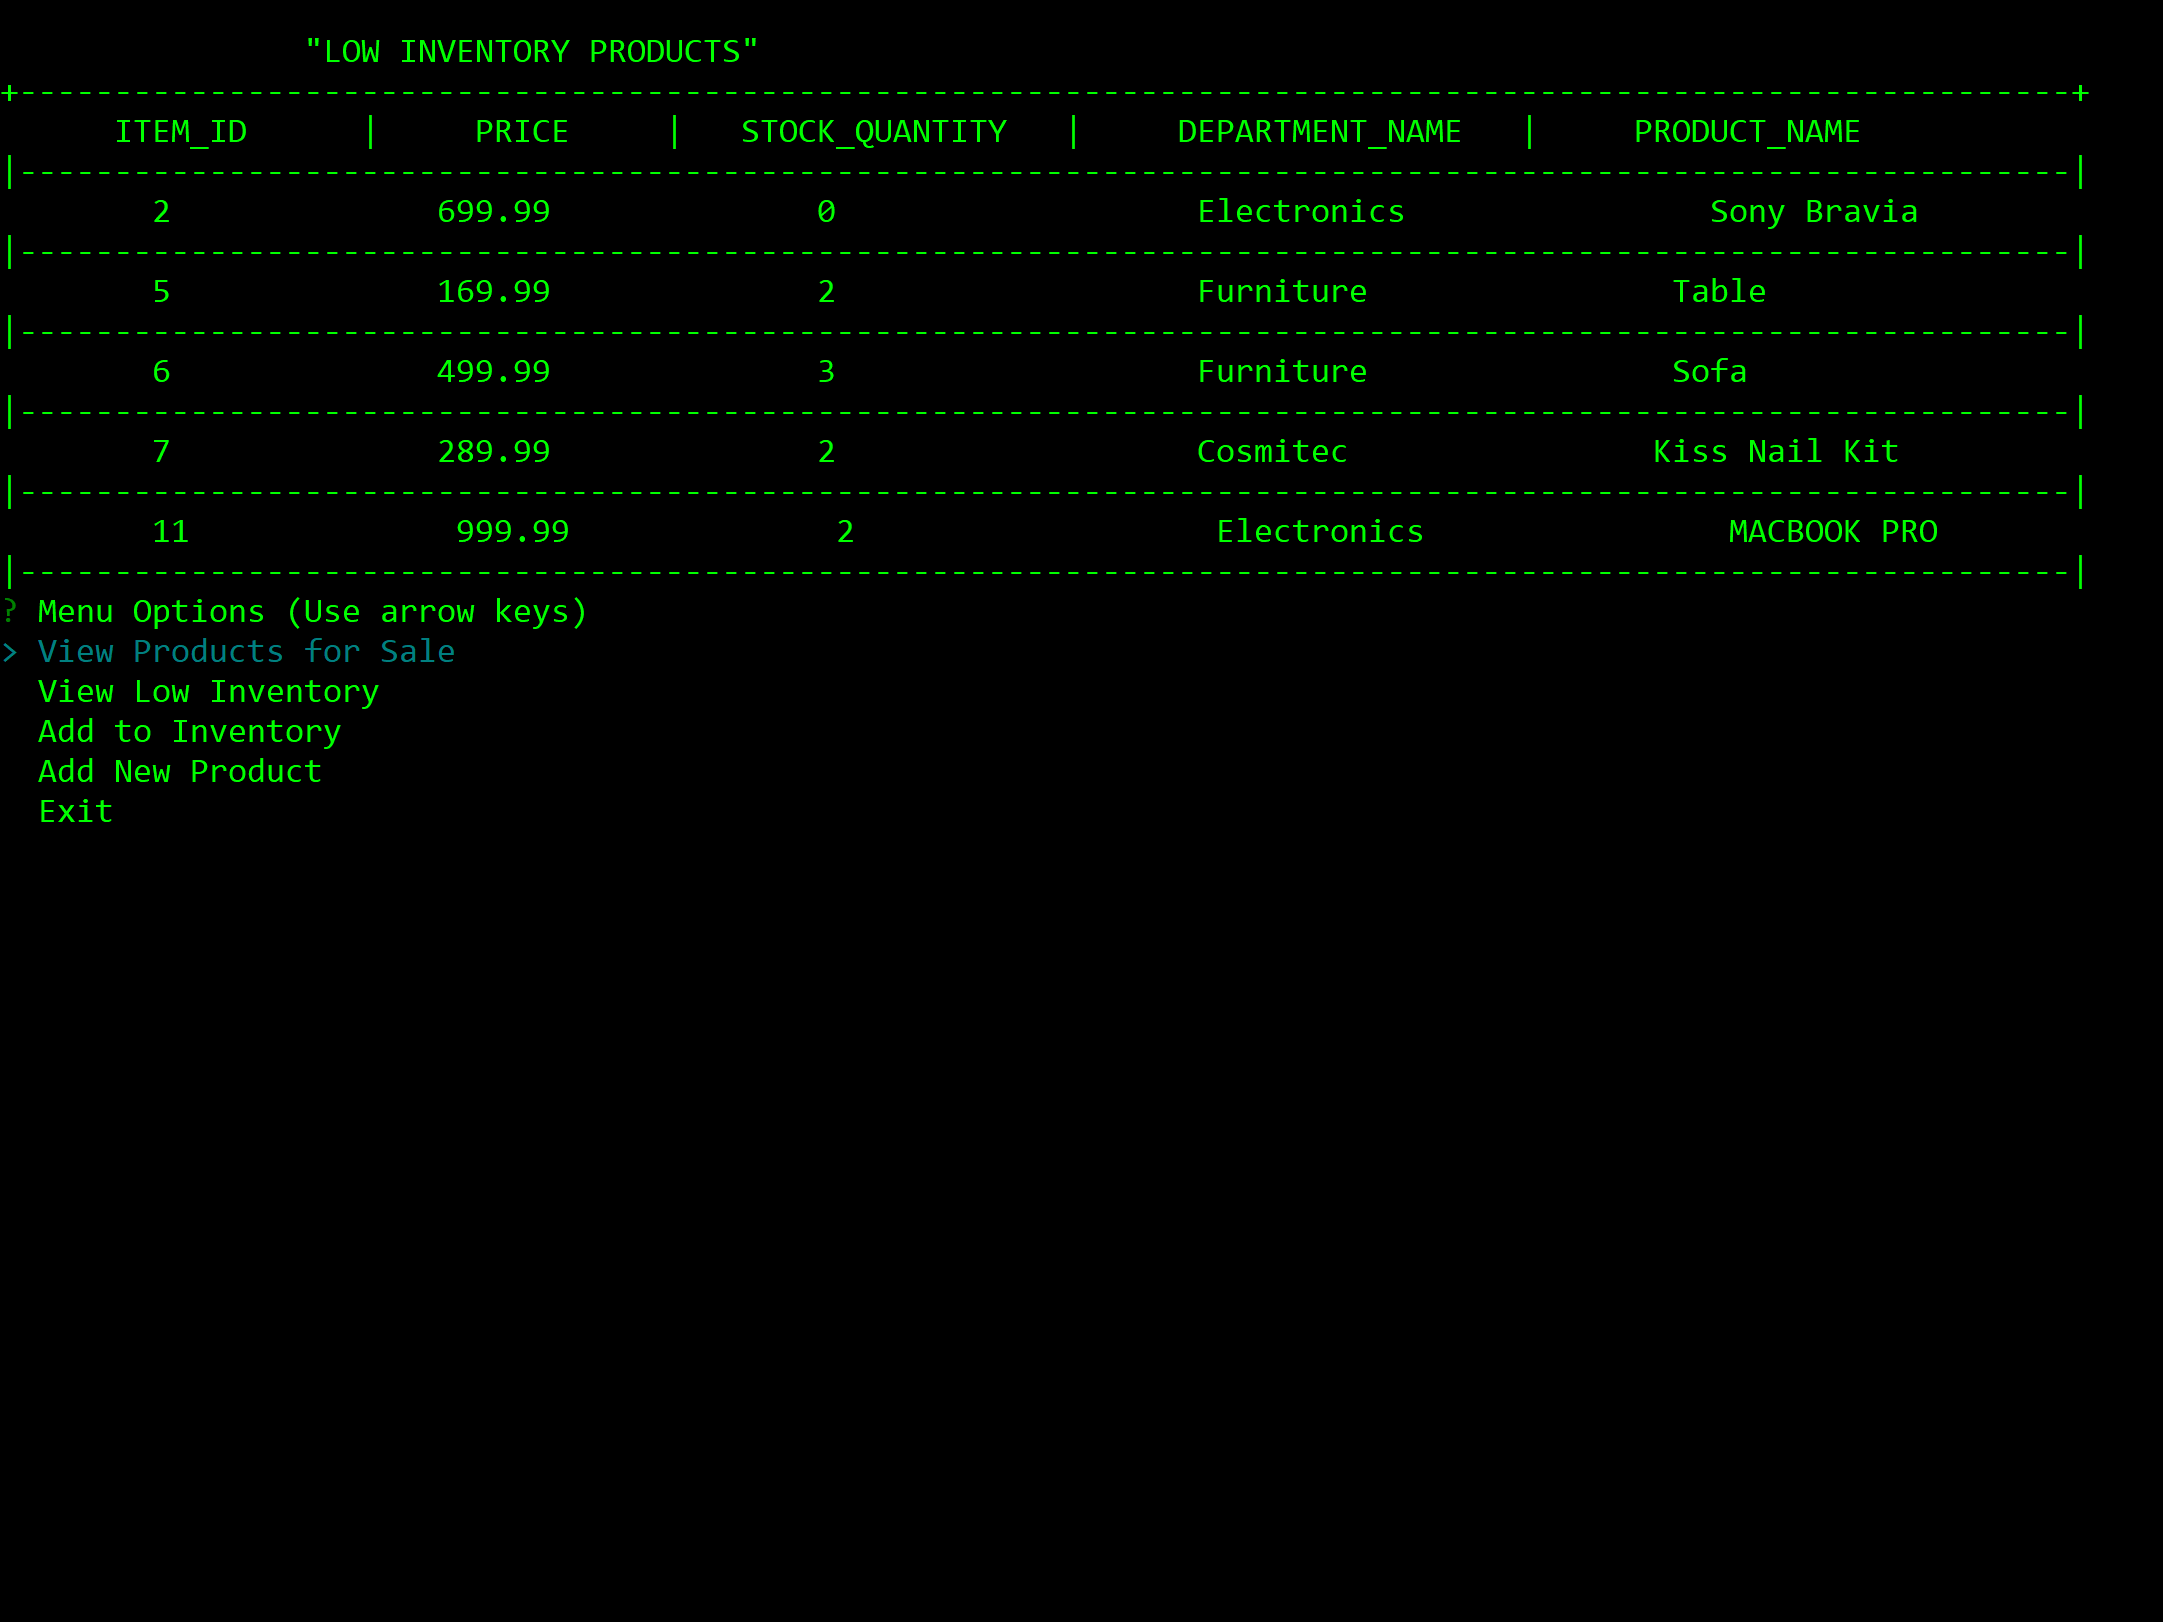 "LOW INVENTORY PRODUCTS"
+-------------------------------------------------------------------------------------------------------------+
ITEM_ID | PRICE | STOCK_QUANTITY | DEPARTMENT_NAME | PRODUCT_NAME
|-------------------------------------------------------------------------------------------------------------|
2 699.99 0 Electronics Sony Bravia
|-------------------------------------------------------------------------------------------------------------|
5 169.99 2 Furniture Table
|-------------------------------------------------------------------------------------------------------------|
6 499.99 3 Furniture Sofa
|-------------------------------------------------------------------------------------------------------------|
7 289.99 2 Cosmitec Kiss Nail Kit
|-------------------------------------------------------------------------------------------------------------|
11 999.99 2 Electronics MACBOOK PRO
|-------------------------------------------------------------------------------------------------------------|
? Menu Options (Use arrow keys)
> View Products for Sale
View Low Inventory
Add to Inventory
Add New Product
Exit